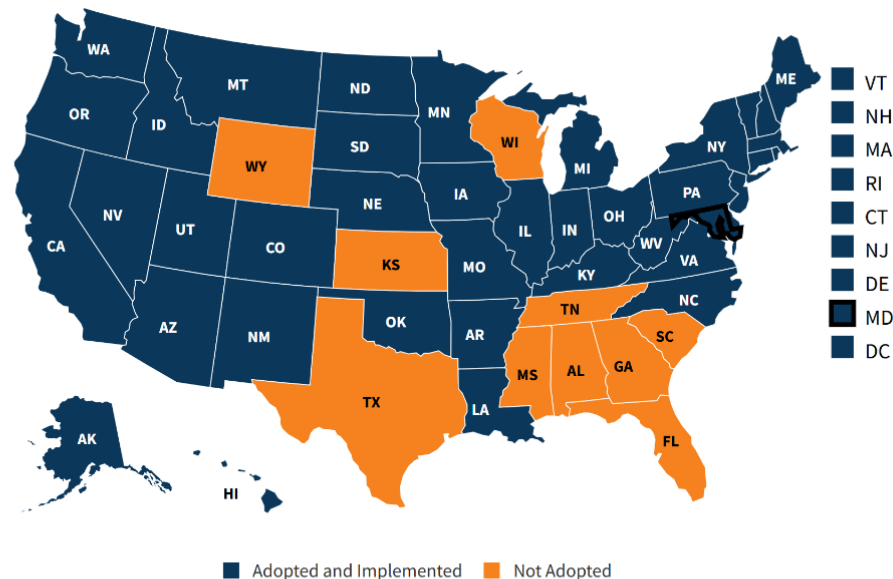 WA
MT
ND
MN
ME
VT
OR
ID
SD
WI
MI
NY
NH
MA
WY
IA
PA
RI
NE
IL
IN
OH
CT
NV
UT
CO
WV
NJ
CA
KS
MO
KY
VA
DE
AZ
NM
OK
AR
TN
NC
MD
SC
DC
TX
LA
MS
AL
GA
FL
AK
HI
Adopted and Implemented
Not Adopted